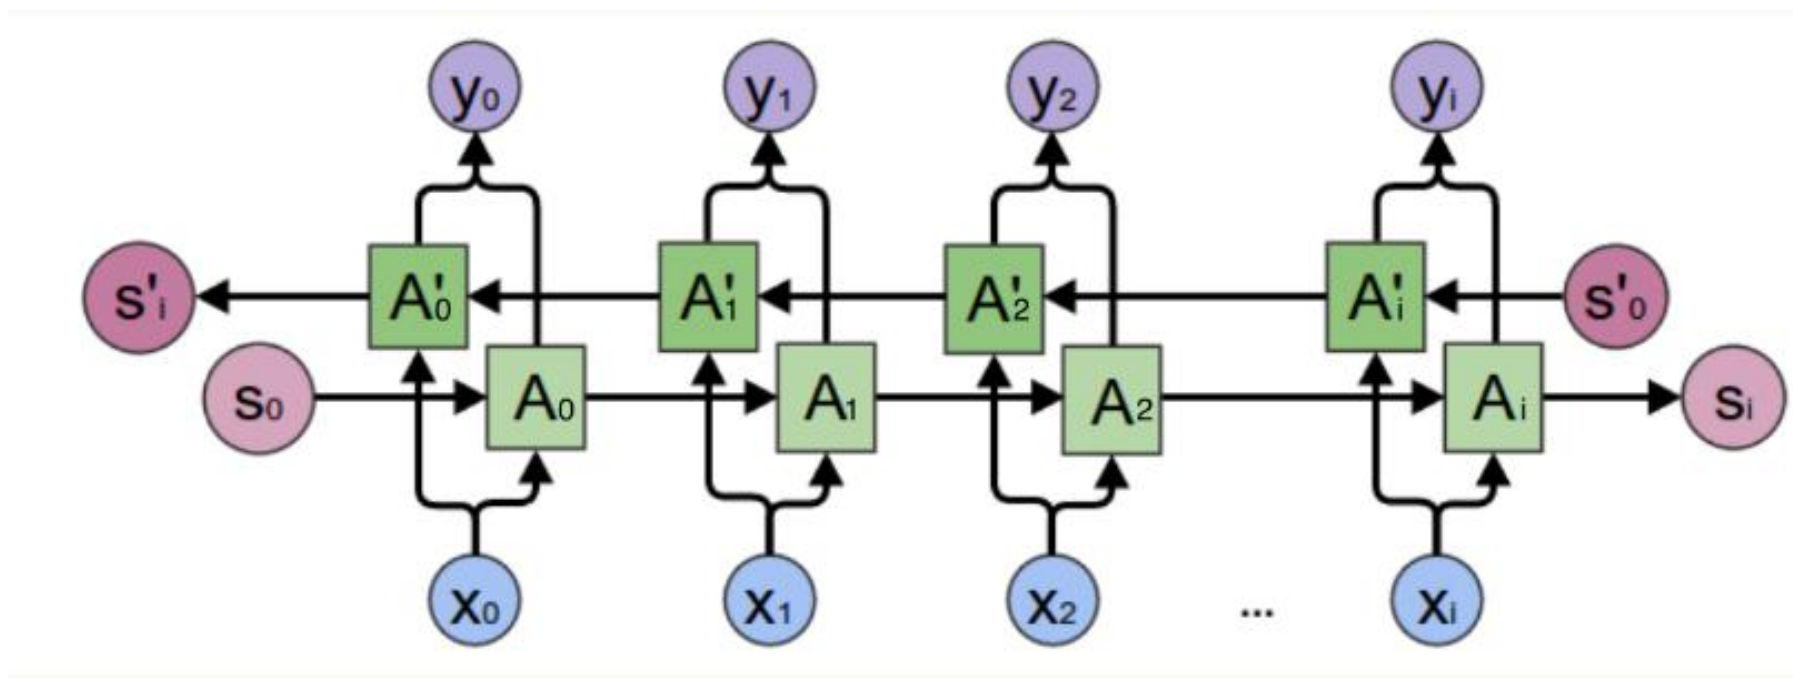 y0 y1 y2 yi
s'i A'0 A'1 A'2 A'i s'0
s0 A0 A1 A2 Ai si
x0 x1 x2 ... xi